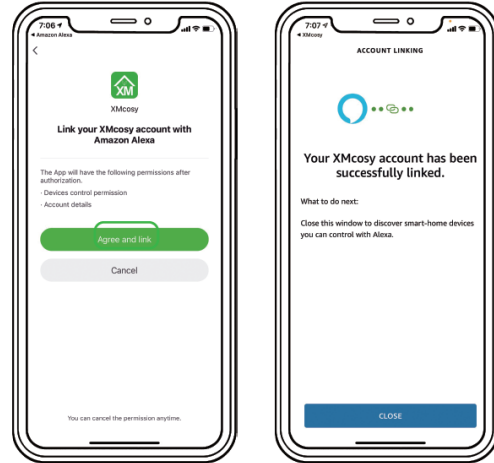 7:06
Amazon Alexa
XM
XMcosy
Link your XMcosy account with
Amazon Alexa
The App will have the following permissions after
authorization.
· Devices control permission
· Account details
Agree and link
Cancel
You can cancel the permission anytime.
7:07
XMcosy
ACCOUNT LINKING
Your XMcosy account has been
successfully linked.
What to do next:
Close this window to discover smart-home devices
you can control with Alexa.
CLOSE